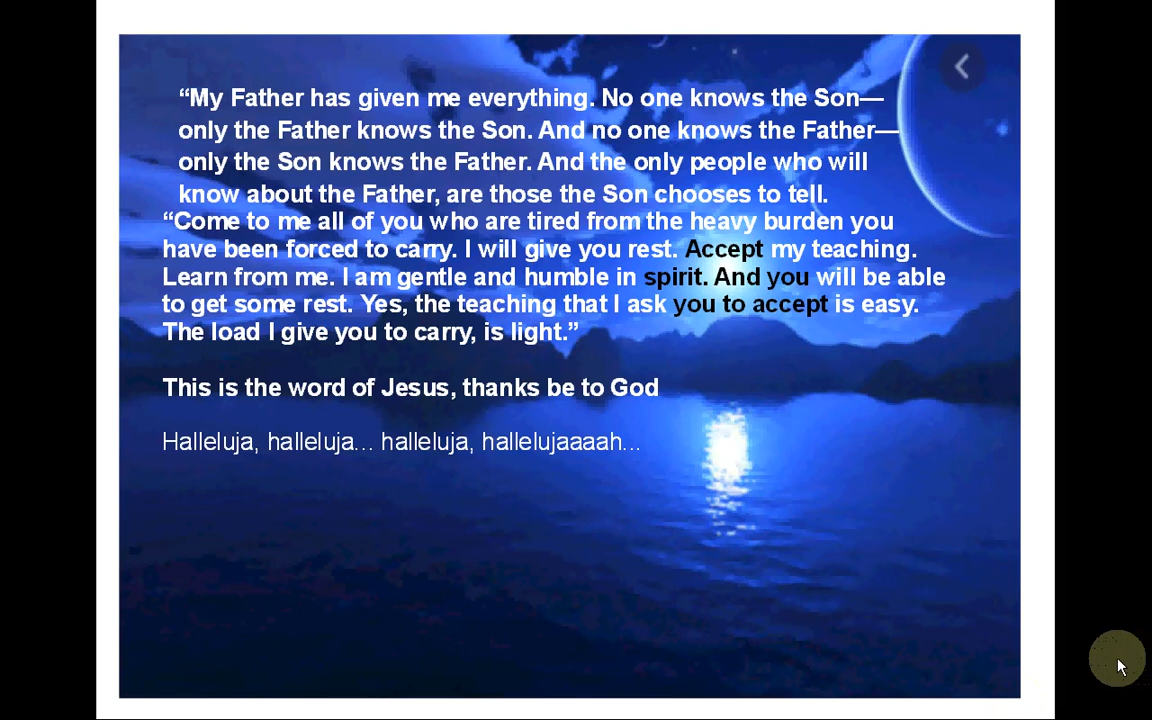 “My Father has given me everything. No one knows the Son—
only the Father knows the Son. And no one knows the Father—
only the Son knows the Father. And the only people who will
know about the Father, are those the Son chooses to tell.
“Come to me all of you who are tired from the heavy burden you
have been forced to carry. I will give you rest. Accept my teaching.
Learn from me. I am gentle and humble in spirit. And you will be able
to get some rest. Yes, the teaching that I ask you to accept is easy.
The load I give you to carry, is light.”
This is the word of Jesus, thanks be to God
Halleluja, halleluja... halleluja, hallelujaaaah...